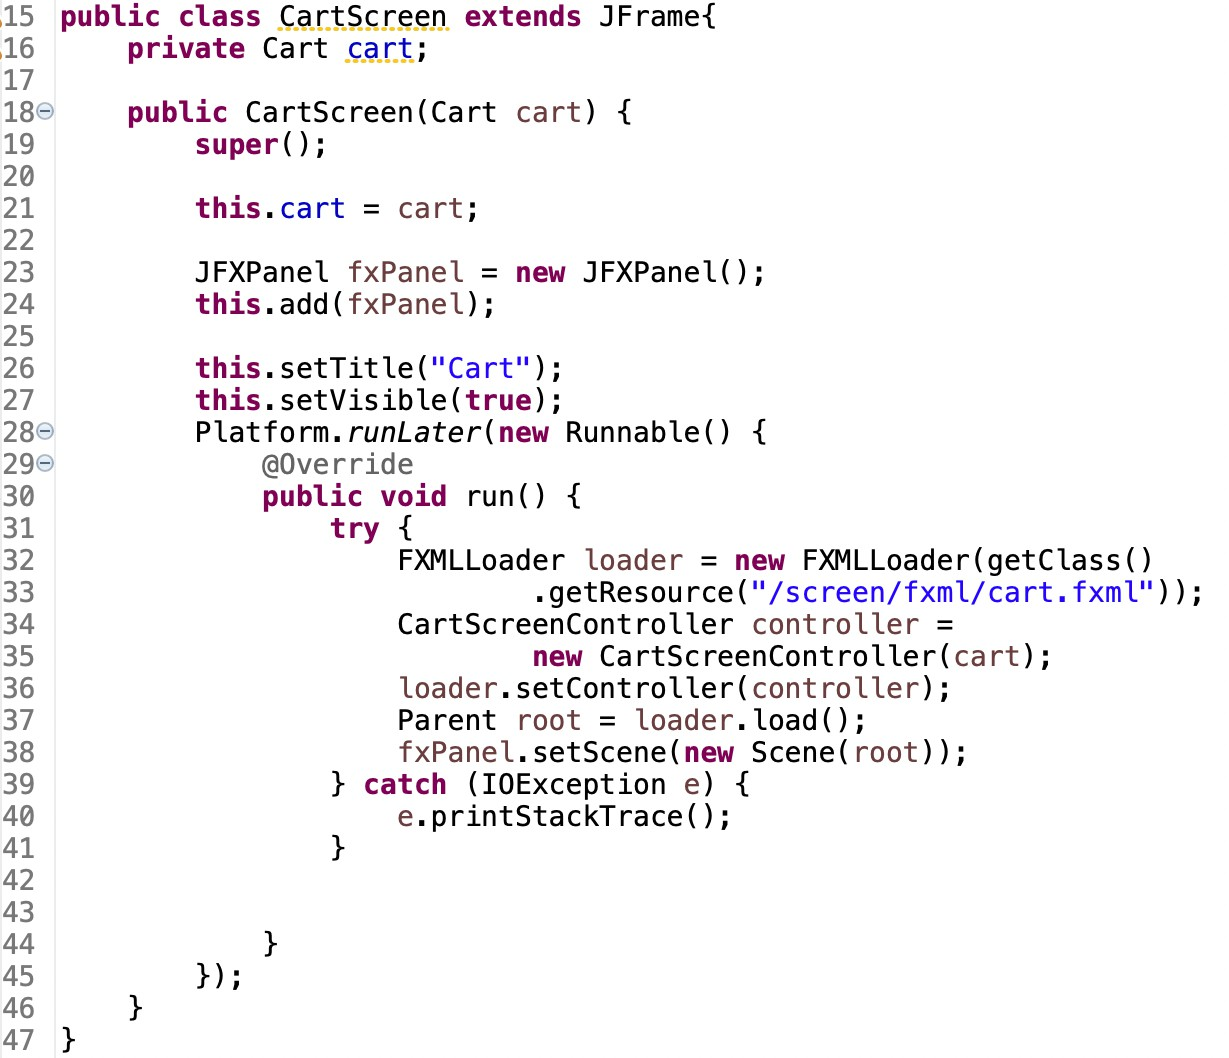 15 public class CartScreen extends JFrame{
16     private Cart cart;
17
18     public CartScreen(Cart cart) {
19         super();
20
21         this.cart = cart;
22
23         JFXPanel fxPanel = new JFXPanel();
24         this.add(fxPanel);
25
26         this.setTitle("Cart");
27         this.setVisible(true);
28         Platform.runLater(new Runnable() {
29             @Override
30             public void run() {
31                 try {
32                     FXMLLoader loader = new FXMLLoader(getClass()
33                             .getResource("/screen/fxml/cart.fxml"));
34                     CartScreenController controller =
35                             new CartScreenController(cart);
36                     loader.setController(controller);
37                     Parent root = loader.load();
38                     fxPanel.setScene(new Scene(root));
39                 } catch (IOException e) {
40                     e.printStackTrace();
41                 }
42
43
44             }
45         });
46     }
47 }